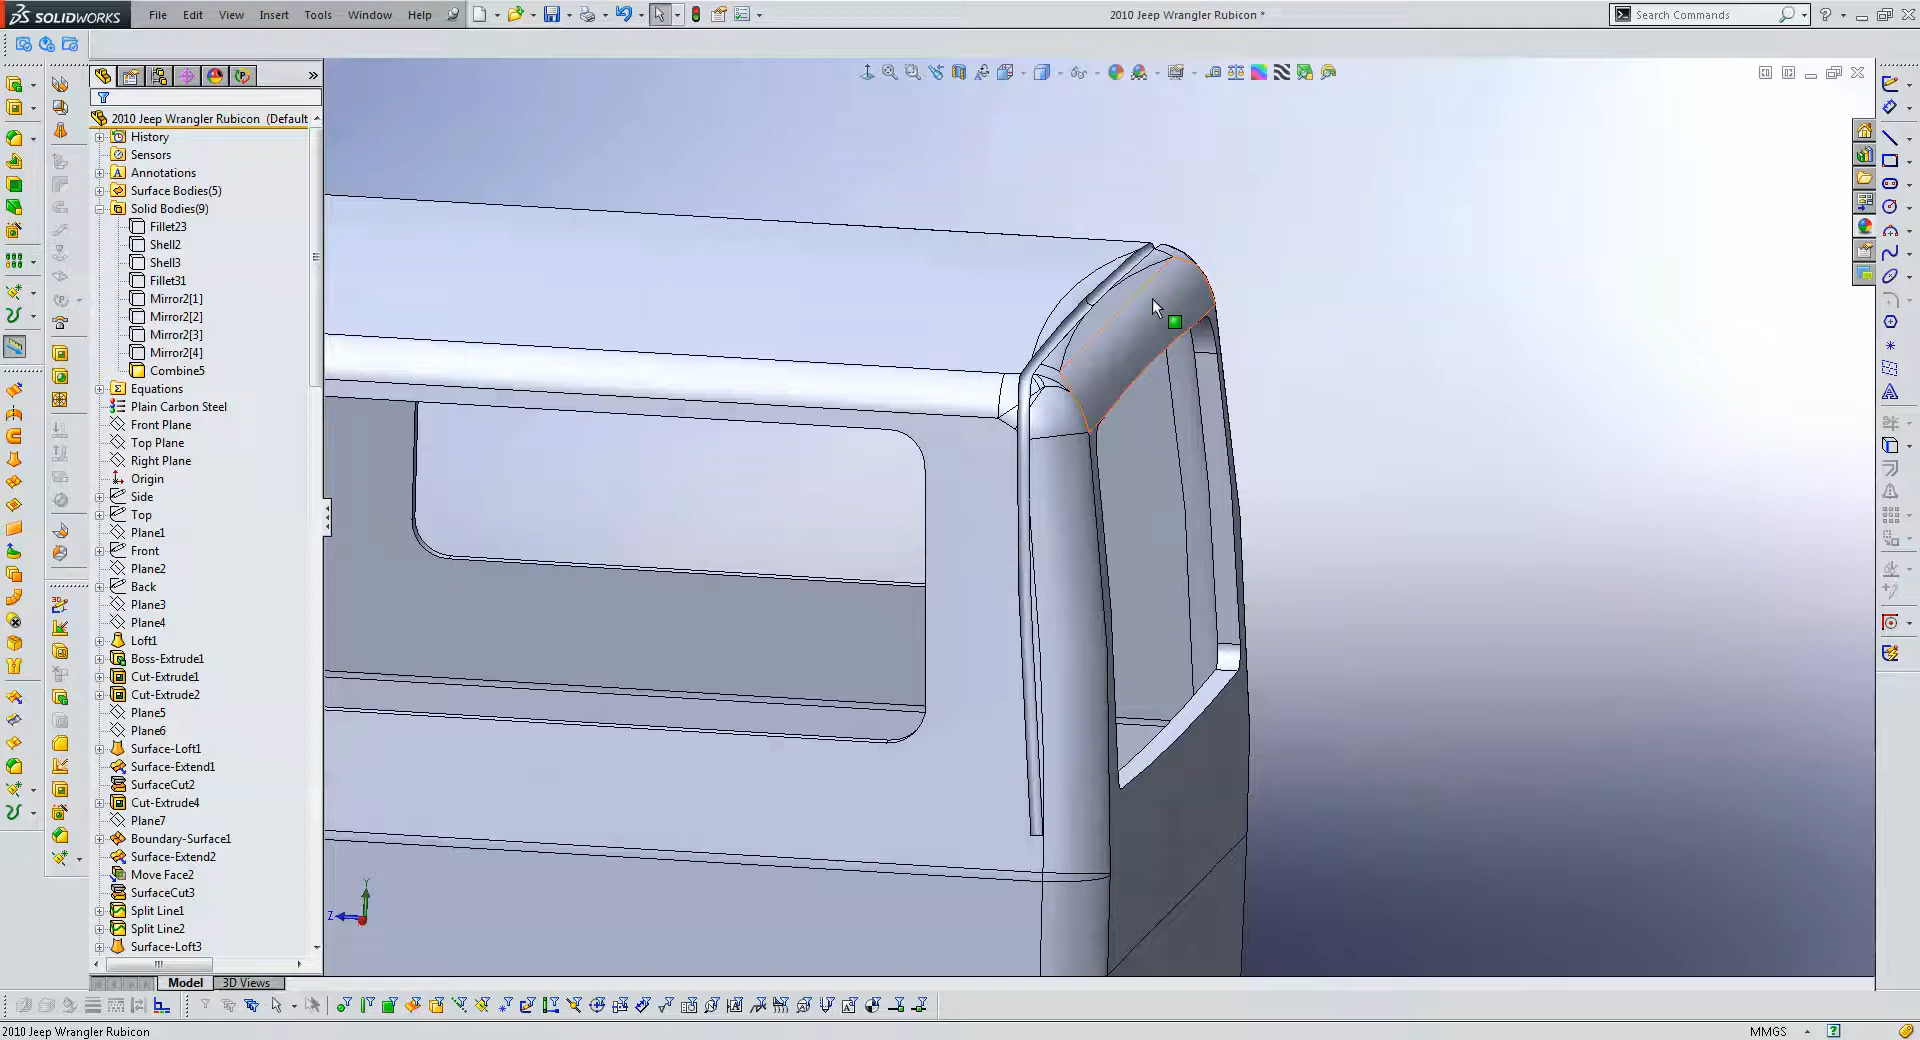 SOLIDWORKS File Edit View Insert Tools Window Help 2010 Jeep Wrangler Rubicon * Search Commands
2010 Jeep Wrangler Rubicon (Default
History
Sensors
Annotations
Surface Bodies(5)
Solid Bodies(9)
Fillet23
Shell2
Shell3
Fillet31
Mirror2[1]
Mirror2[2]
Mirror2[3]
Mirror2[4]
Combine5
Equations
Plain Carbon Steel
Front Plane
Top Plane
Right Plane
Origin
Side
Top
Plane1
Front
Plane2
Back
Plane3
Plane4
Loft1
Boss-Extrude1
Cut-Extrude1
Cut-Extrude2
Plane5
Plane6
Surface-Loft1
Surface-Extend1
SurfaceCut2
Cut-Extrude4
Plane7
Boundary-Surface1
Surface-Extend2
Move Face2
SurfaceCut3
Split Line1
Split Line2
Surface-Loft3
Y
Z
Model 3D Views
2010 Jeep Wrangler Rubicon MMGS